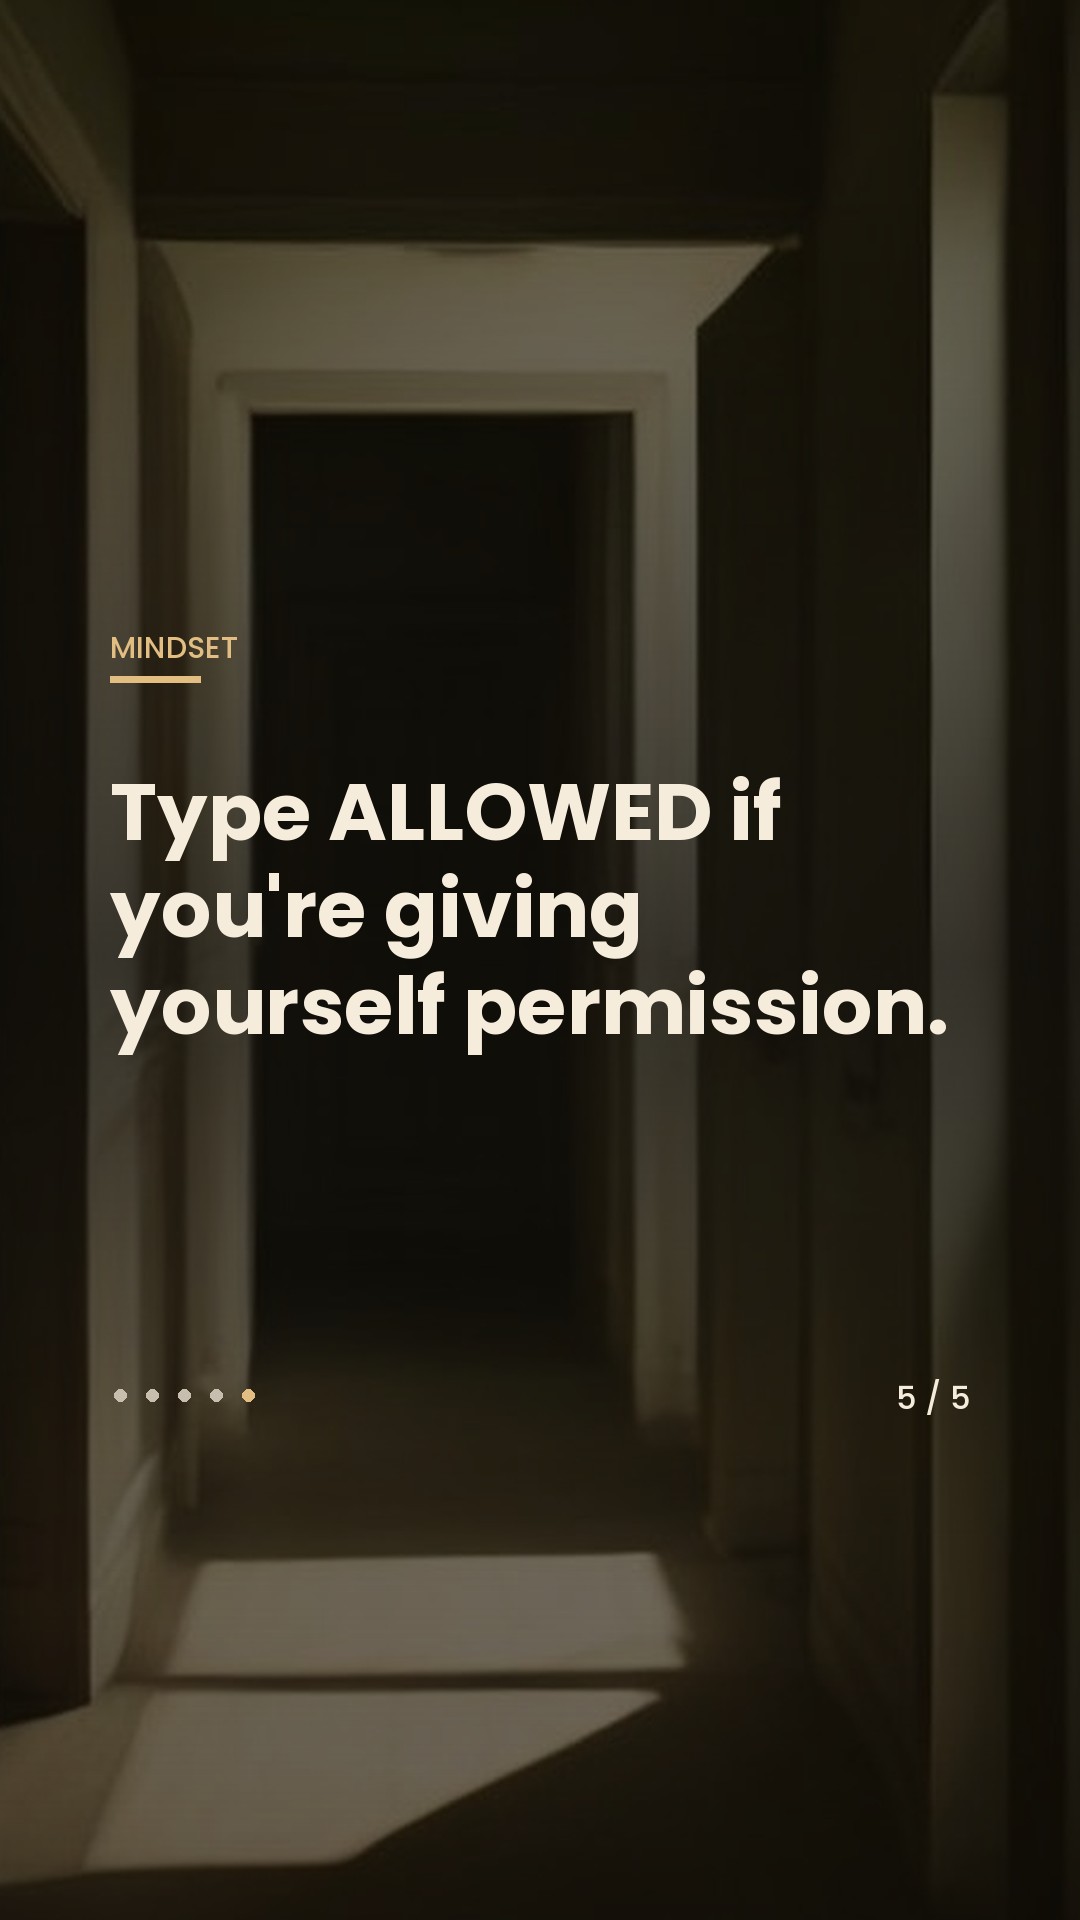 MINDSET
Type ALLOWED if
you're giving
yourself permission.
5 / 5